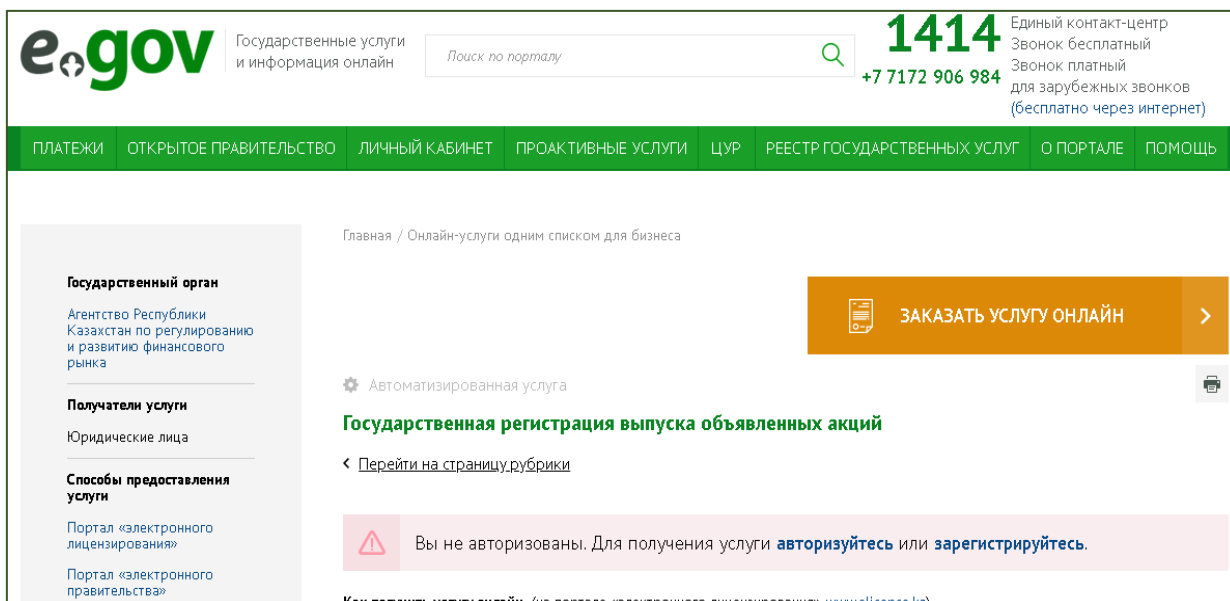 e.gov
Государственные услуги
и информация онлайн
Поиск по порталу
1414
+7 7172 906 984
Единый контакт-центр
Звонок бесплатный
Звонок платный
для зарубежных звонков
(бесплатно через интернет)
ПЛАТЕЖИ ОТКРЫТОЕ ПРАВИТЕЛЬСТВО ЛИЧНЫЙ КАБИНЕТ ПРОАКТИВНЫЕ УСЛУГИ ЦУР РЕЕСТР ГОСУДАРСТВЕННЫХ УСЛУГ О ПОРТАЛЕ ПОМОЩЬ
Государственный орган
Агентство Республики
Казахстан по регулированию
и развитию финансового
рынка
Получатели услуги
Юридические лица
Способы предоставления
услуги
Портал «электронного
лицензирования»
Портал «электронного
правительства»
Главная / Онлайн-услуги одним списком для бизнеса
ЗАКАЗАТЬ УСЛУГУ ОНЛАЙН
Автоматизированная услуга
Государственная регистрация выпуска объявленных акций
Перейти на страницу рубрики
Вы не авторизованы. Для получения услуги авторизуйтесь или зарегистрируйтесь.